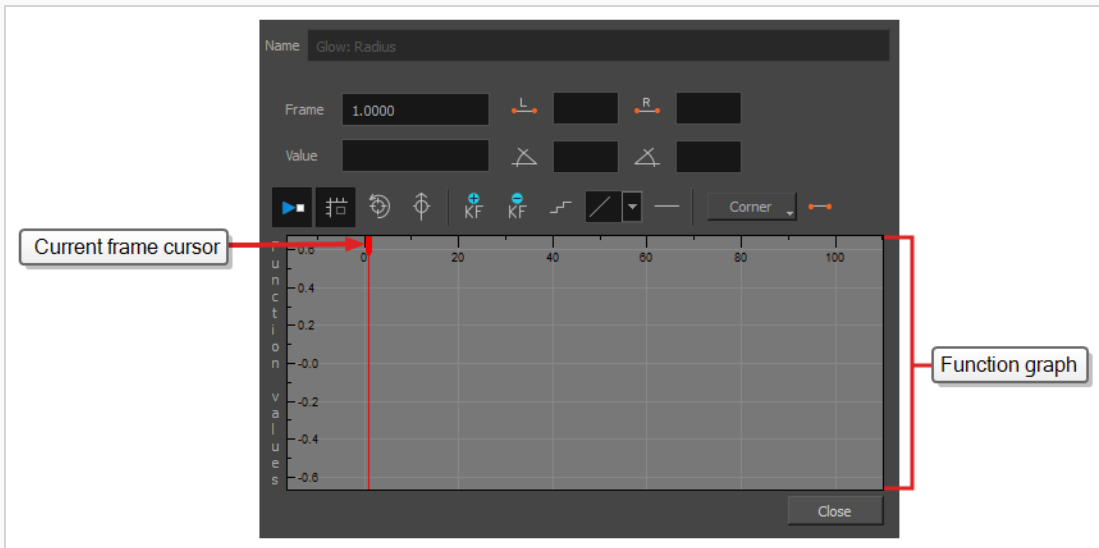 Name Glow: Radius
Frame 1.0000 L R
Value
KF KF Corner
Current frame cursor
Function values
-0.6
0 20 40 60 80 100
-0.4
-0.2
-0.0
-0.2
-0.4
-0.6
Function graph
Close